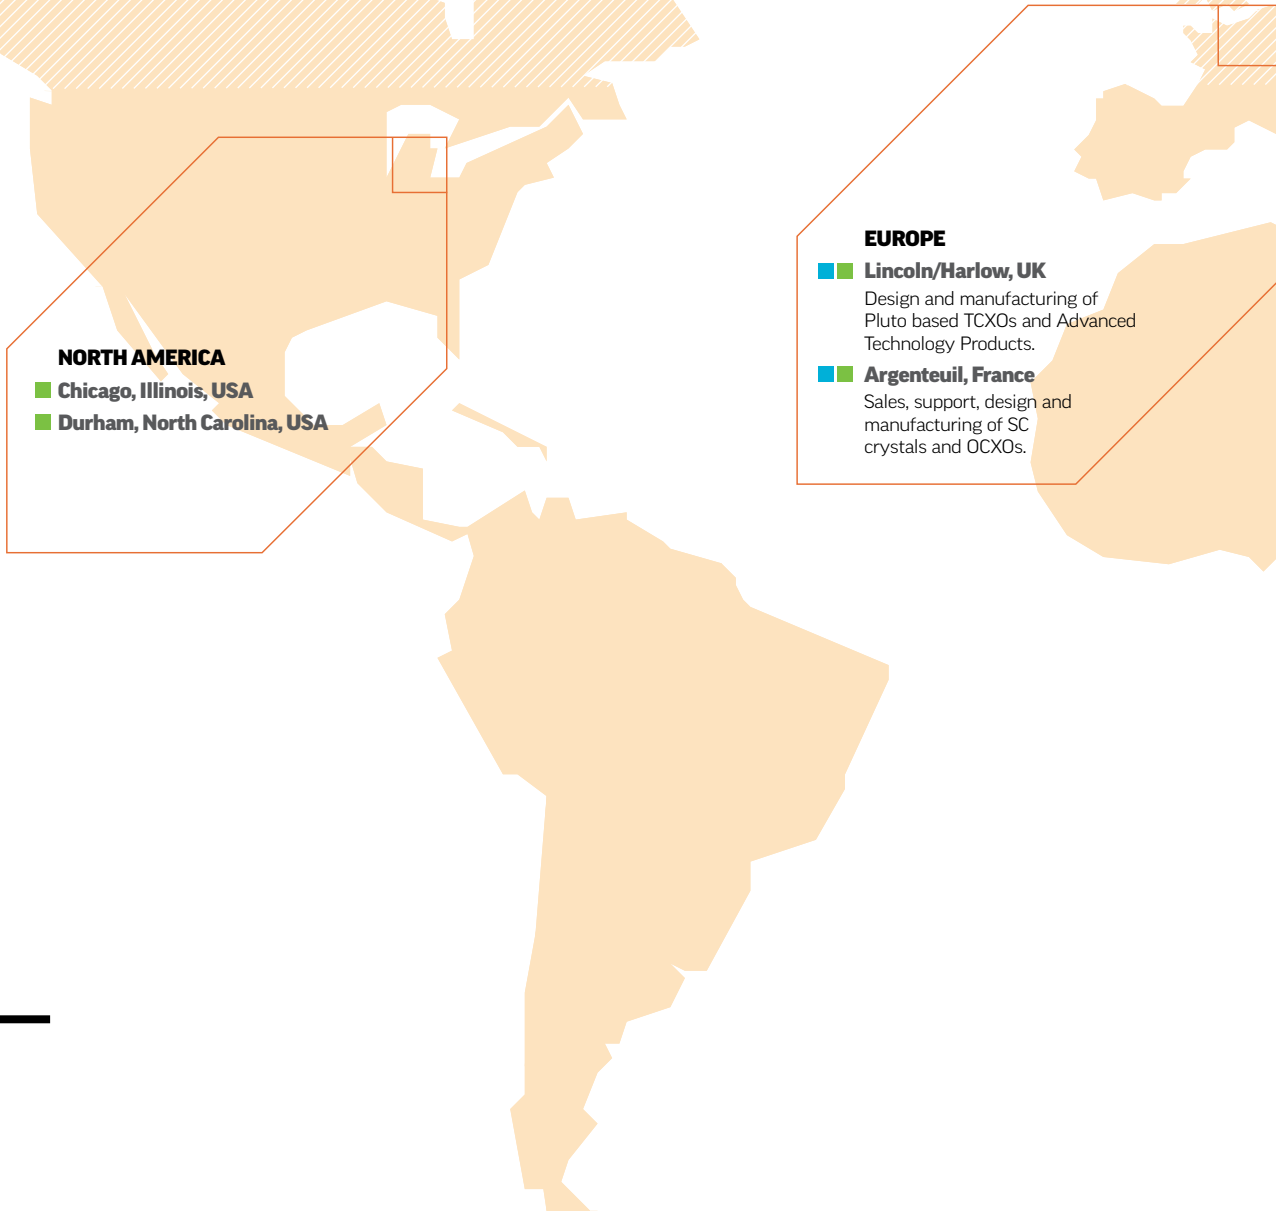 NORTH AMERICA
Chicago, Illinois, USA
Durham, North Carolina, USA
EUROPE
Lincoln/Harlow, UK
Design and manufacturing of
Pluto based TCXOs and Advanced
Technology Products.
Argenteuil, France
Sales, support, design and
manufacturing of SC
crystals and OCXOs.